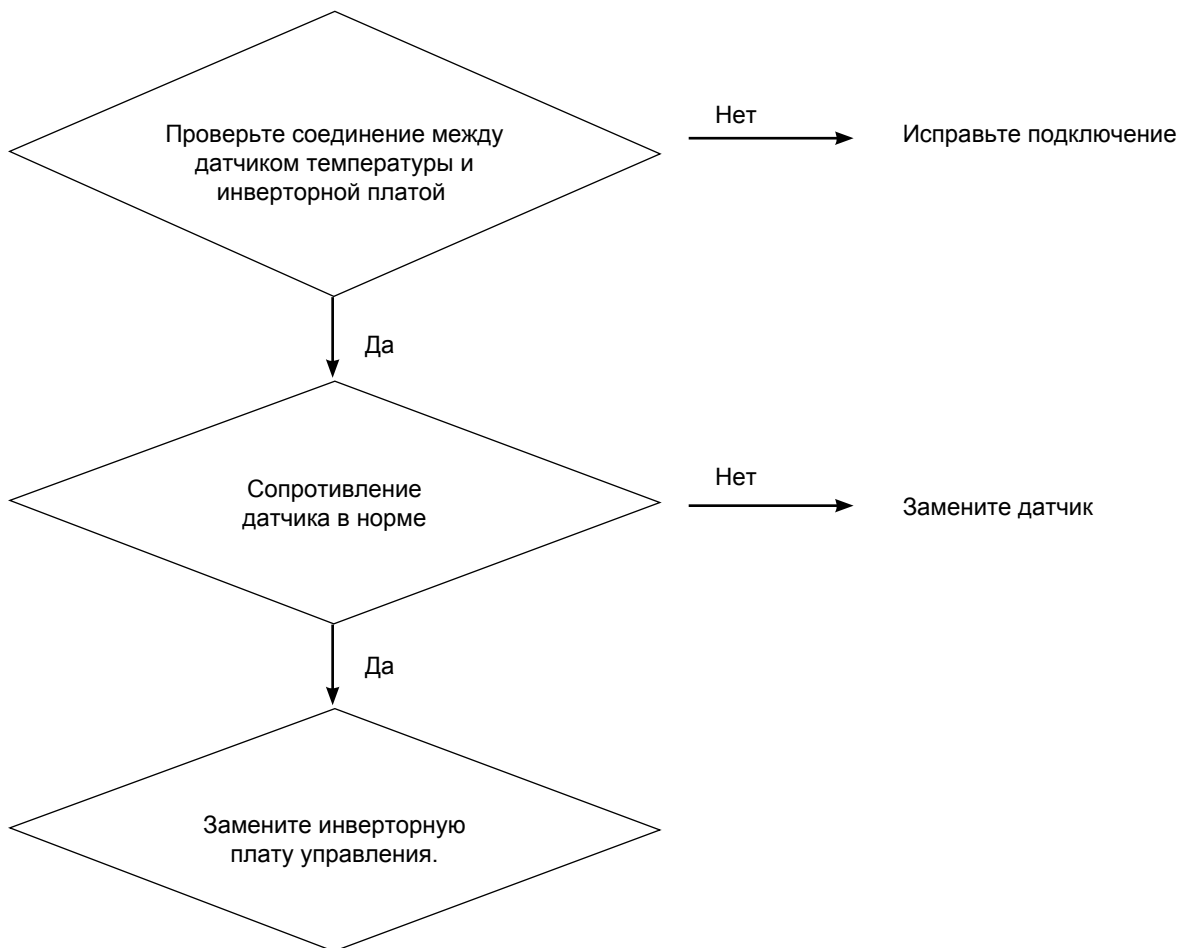 Проверьте соединение между
датчиком температуры и
инверторной платой
Нет
Исправьте подключение
Да
Сопротивление
датчика в норме
Нет
Замените датчик
Да
Замените инверторную
плату управления.